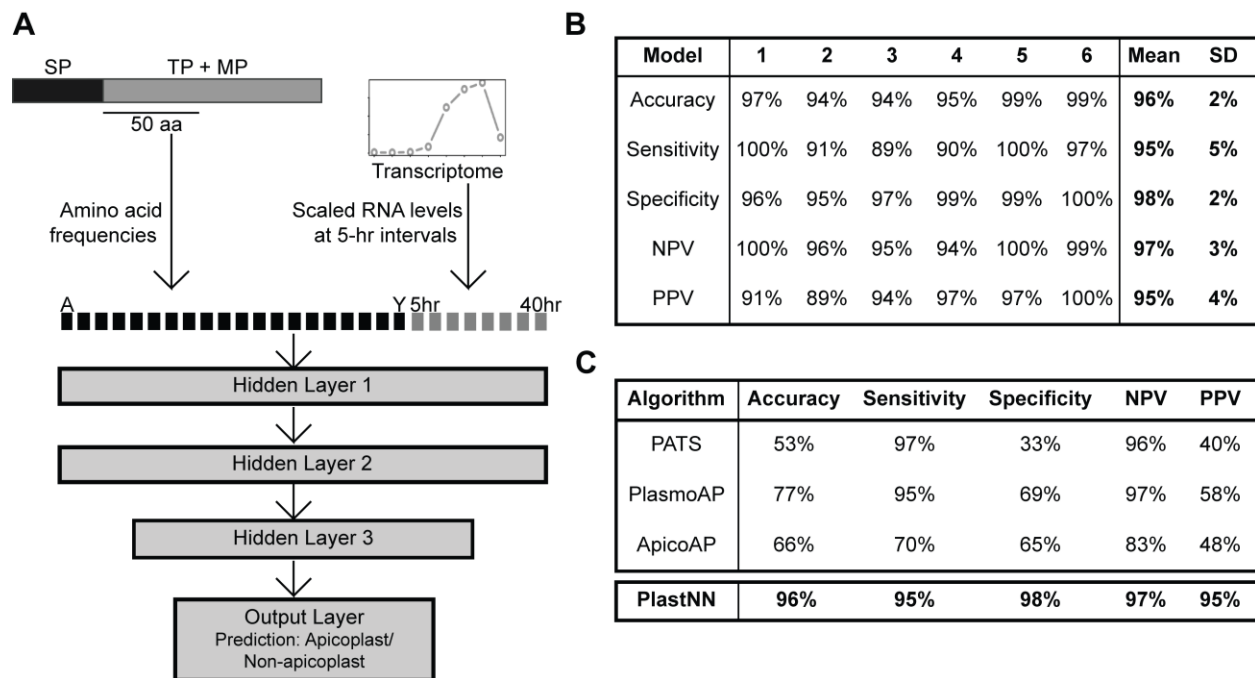 A
SP
TP + MP
50 aa
Transcriptome
Amino acid
frequencies
Scaled RNA levels
at 5-hr intervals
A Y 5hr 40hr
Hidden Layer 1
Hidden Layer 2
Hidden Layer 3
Output Layer
Prediction: Apicoplast/
Non-apicoplast
B
Model 1 2 3 4 5 6 Mean SD
Accuracy 97% 94% 94% 95% 99% 99% 96% 2%
Sensitivity 100% 91% 89% 90% 100% 97% 95% 5%
Specificity 96% 95% 97% 99% 99% 100% 98% 2%
NPV 100% 96% 95% 94% 100% 99% 97% 3%
PPV 91% 89% 94% 97% 97% 100% 95% 4%
C
Algorithm Accuracy Sensitivity Specificity NPV PPV
PATS 53% 97% 33% 96% 40%
PlasmoAP 77% 95% 69% 97% 58%
ApicoAP 66% 70% 65% 83% 48%
PlastNN 96% 95% 98% 97% 95%